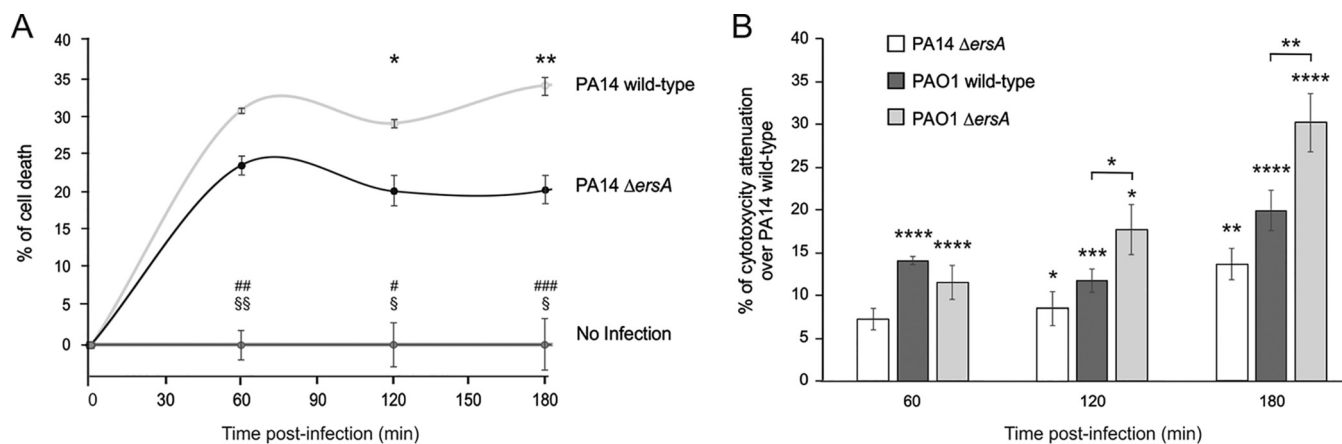 A
% of cell death
40
35
30
25
20
15
10
5
0
* **
PA14 wild-type
PA14 ΔersA
## # ###
§§ § §
No Infection
0 30 60 90 120 150 180
Time post-infection (min)
B
% of cytotoxycity attenuation
over PA14 wild-type
40
35
30
25
20
15
10
5
0
PA14 ΔersA
PAO1 wild-type
PAO1 ΔersA
**
****
*
*
****
**** ****
**
***
*
60 120 180
Time post-infection (min)